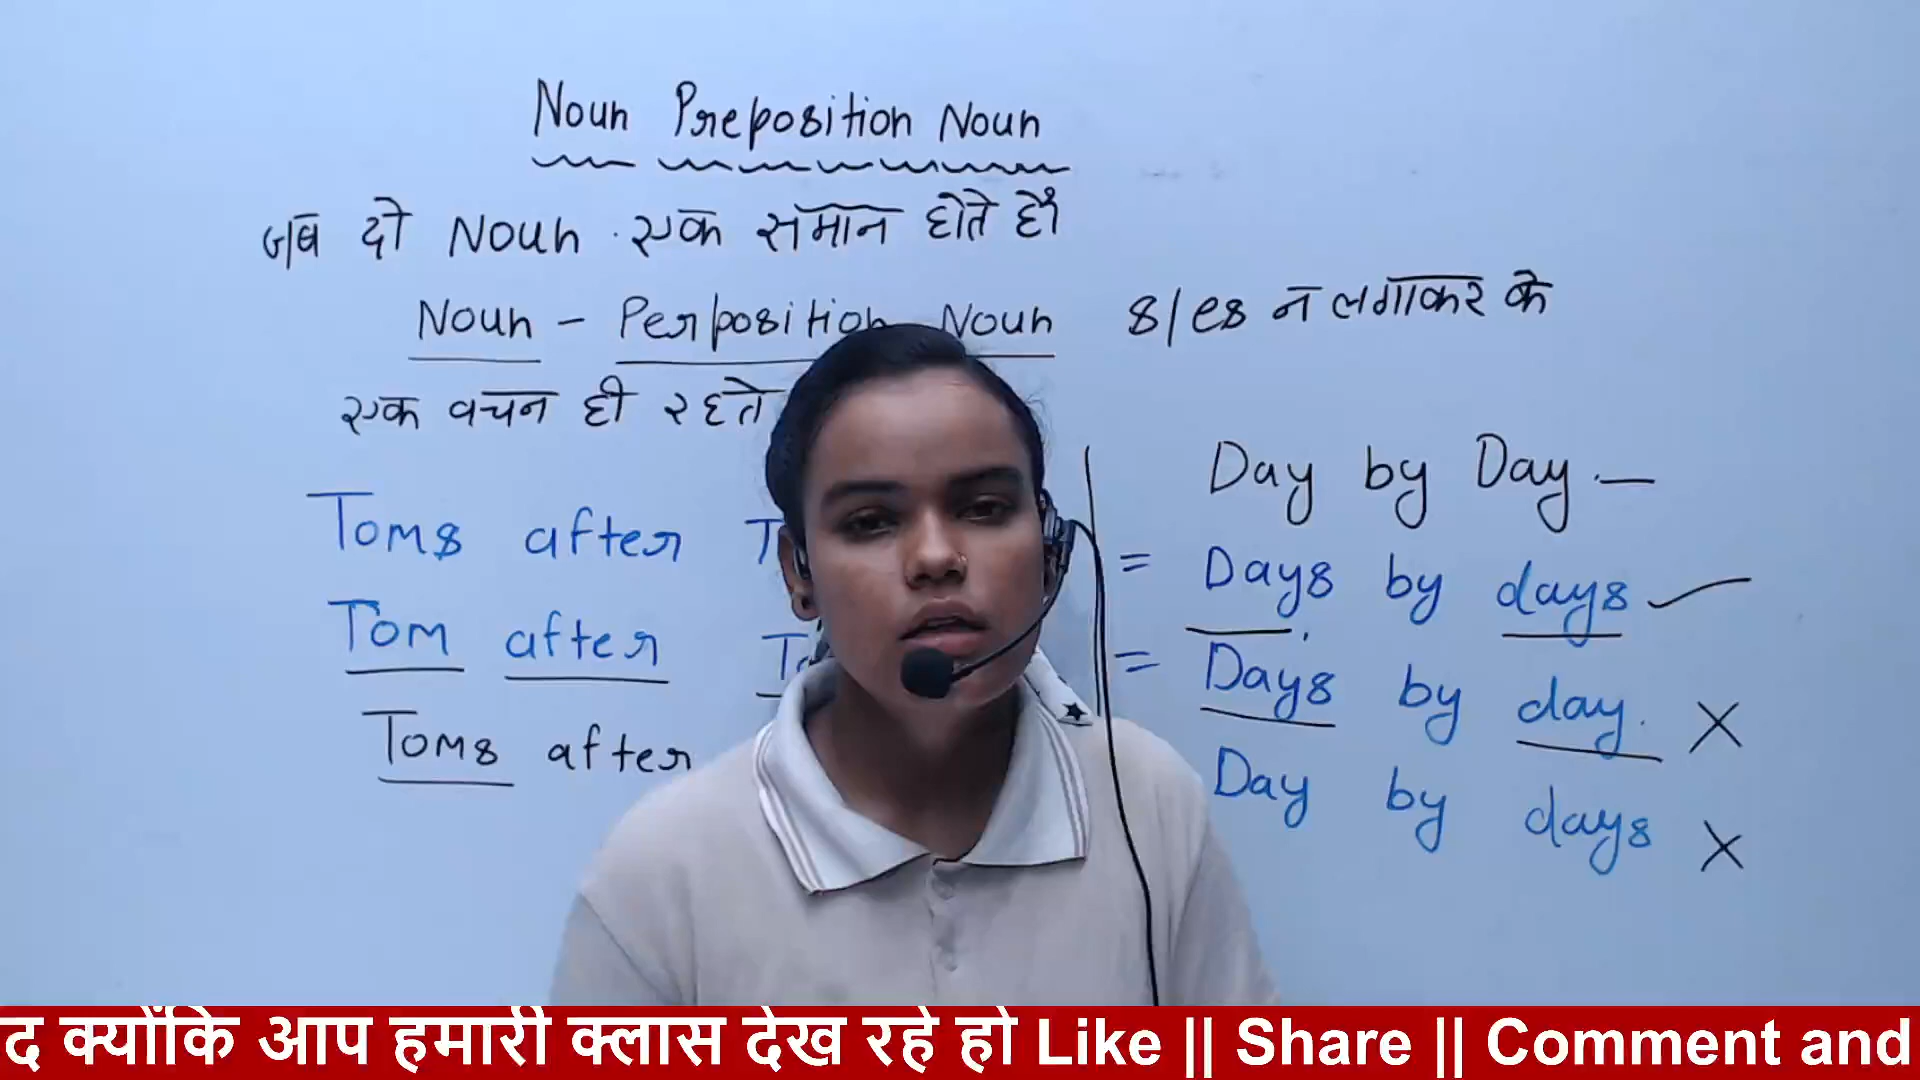 Noun Preposition Noun
जब दो Noun एक समान होते हैं
Noun - Perposition Noun s/es न लगाकर के
एक वचन ही रहते
Day by Day.—
Toms after
= Days by days ✓
Tom after
= Days by day. X
Toms after
Day by days X
द क्योंकि आप हमारी क्लास देख रहे हो Like || Share || Comment and